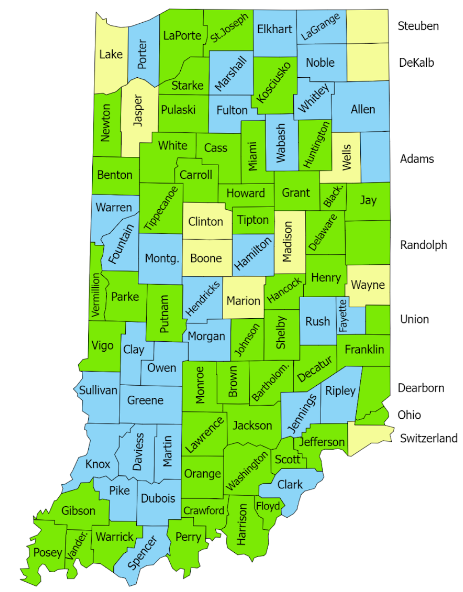 Steuben
LaPorte
St.Joseph
Elkhart
LaGrange
Lake
Porter
DeKalb
Noble
Marshall
Kosciusko
Starke
Whitley
Jasper
Newton
Pulaski
Fulton
Allen
Wabash
Huntington
White
Cass
Miami
Wells
Adams
Benton
Carroll
Howard
Grant
Black.
Jay
Warren
Tippecanoe
Clinton
Tipton
Delaware
Madison
Randolph
Fountain
Montg.
Boone
Hamilton
Vermillion
Parke
Putnam
Hendricks
Marion
Hancock
Henry
Wayne
Union
Fayette
Rush
Shelby
Johnson
Morgan
Vigo
Clay
Owen
Franklin
Sullivan
Greene
Monroe
Brown
Bartholom.
Decatur
Ripley
Dearborn
Ohio
Switzerland
Jennings
Jackson
Lawrence
Jefferson
Knox
Daviess
Martin
Orange
Washington
Scott
Clark
Pike
Dubois
Crawford
Harrison
Floyd
Gibson
Posey
Vander.
Warrick
Spencer
Perry